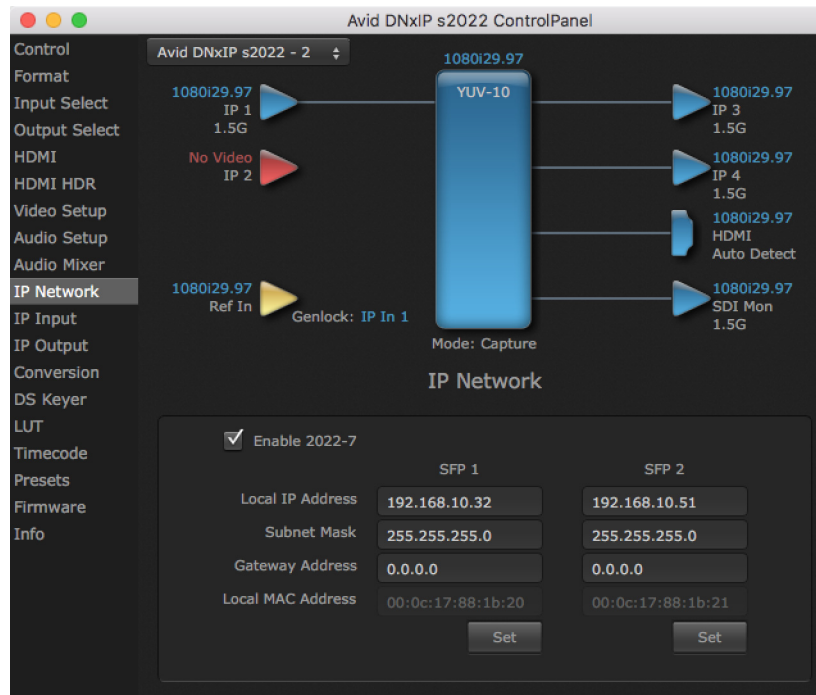 Avid DNxIP s2022 ControlPanel
Control
Format
Input Select
Output Select
HDMI
HDMI HDR
Video Setup
Audio Setup
Audio Mixer
IP Network
IP Input
IP Output
Conversion
DS Keyer
LUT
Timecode
Presets
Firmware
Info
Avid DNxIP s2022 - 2
1080i29.97
YUV-10
1080i29.97
IP 1
1.5G
No Video
IP 2
1080i29.97
Ref In
Genlock: IP In 1
1080i29.97
IP 3
1.5G
1080i29.97
IP 4
1.5G
1080i29.97
HDMI
Auto Detect
1080i29.97
SDI Mon
1.5G
Mode: Capture
IP Network
Enable 2022-7
SFP 1 SFP 2
Local IP Address 192.168.10.32 192.168.10.51
Subnet Mask 255.255.255.0 255.255.255.0
Gateway Address 0.0.0.0 0.0.0.0
Local MAC Address 00:0c:17:88:1b:20 00:0c:17:88:1b:21
Set Set